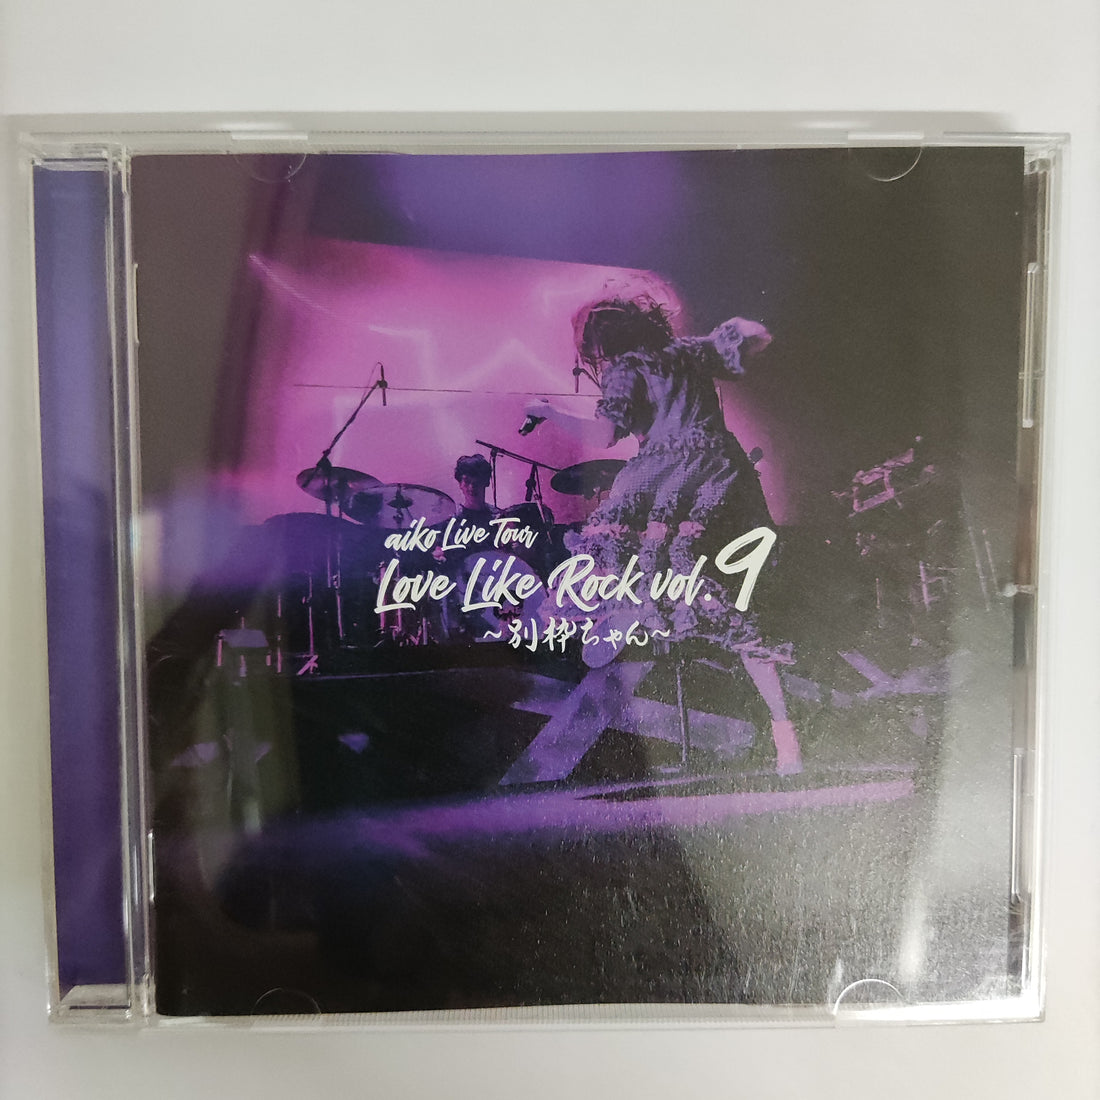 aiko Live Tour
Love Like Rock vol.9
~別枠ちゃん~